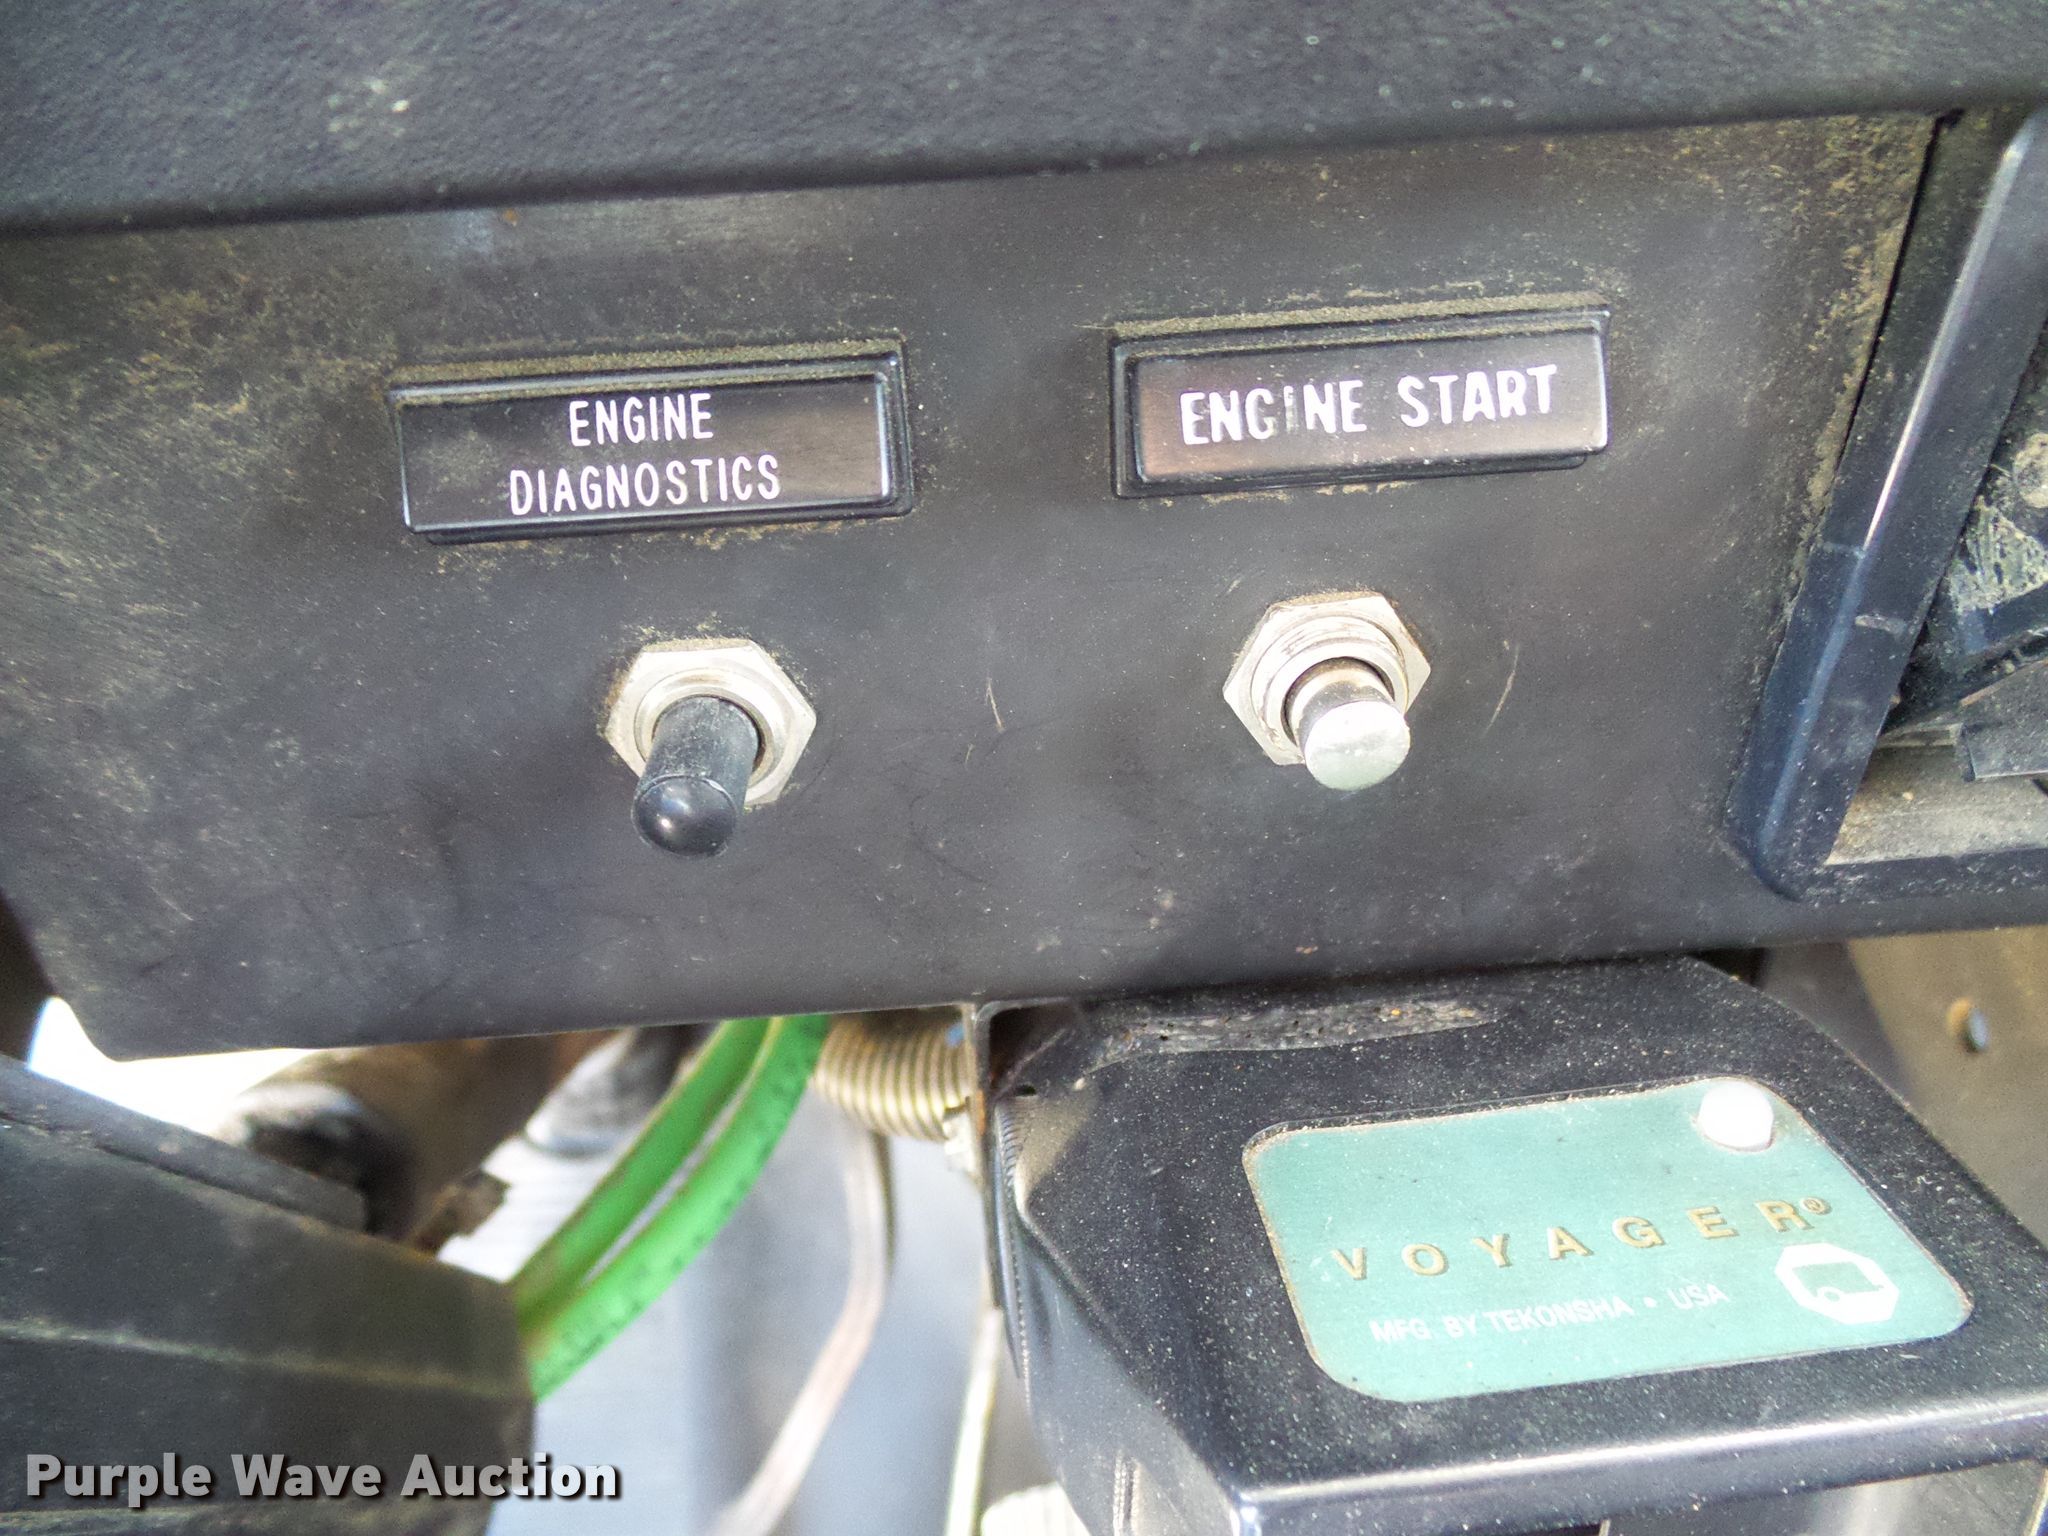 ENGINE
DIAGNOSTICS
ENGINE START
VOYAGER®
MFG BY TEKONSHA • USA
Purple Wave Auction